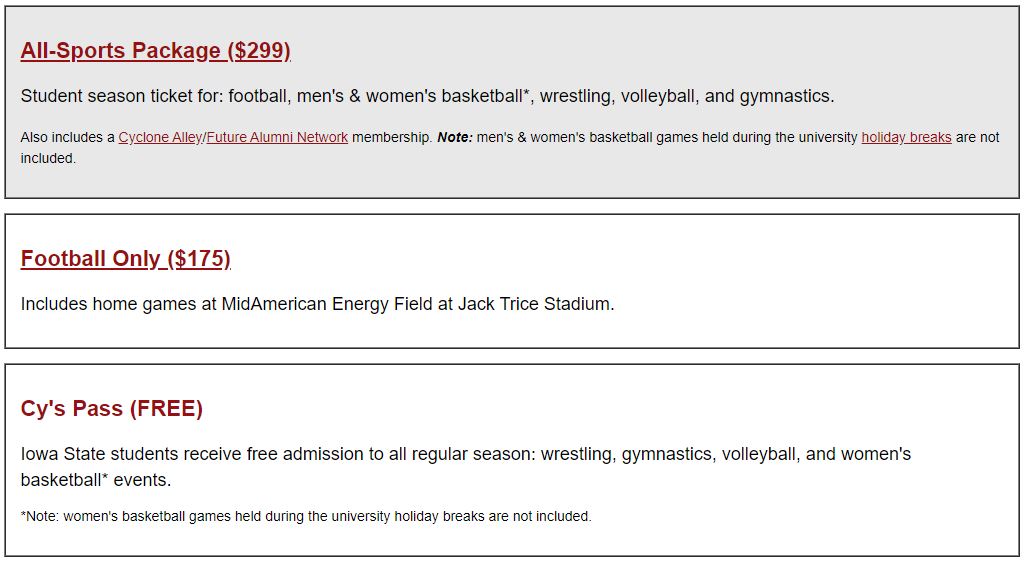 All-Sports Package ($299)
Student season ticket for: football, men's & women's basketball*, wrestling, volleyball, and gymnastics.
Also includes a Cyclone Alley/Future Alumni Network membership. Note: men's & women's basketball games held during the university holiday breaks are not
included.
Football Only ($175)
Includes home games at MidAmerican Energy Field at Jack Trice Stadium.
Cy's Pass (FREE)
Iowa State students receive free admission to all regular season: wrestling, gymnastics, volleyball, and women's
basketball* events.
*Note: women's basketball games held during the university holiday breaks are not included.